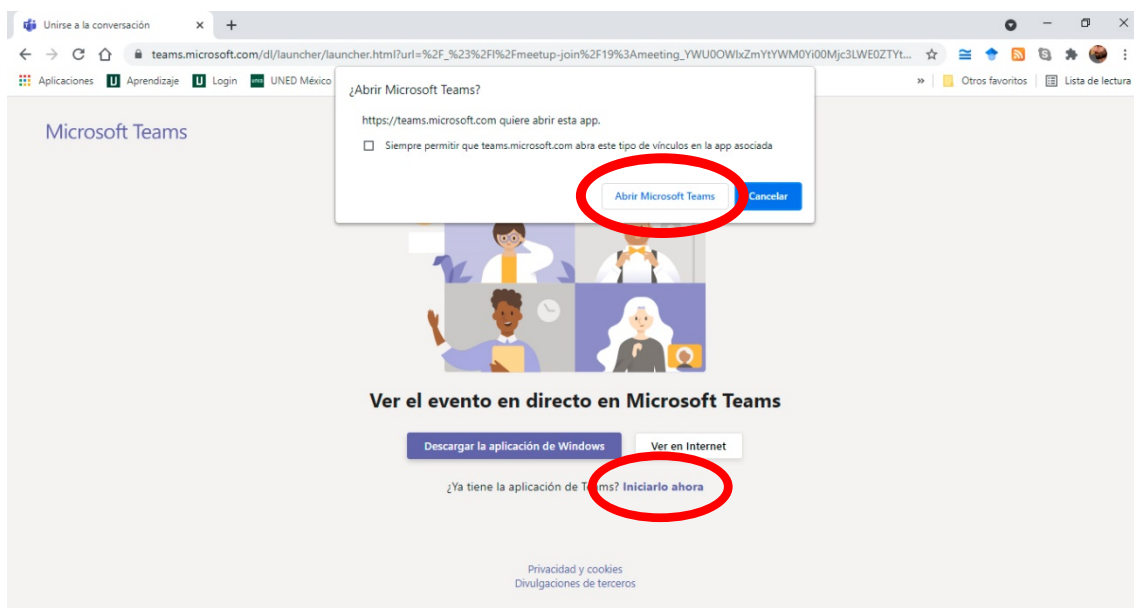 Unirse a la conversación
teams.microsoft.com/dl/launcher/launcher.html?url=%2F_%23%2Fl%2Fmeetup-join%2F19%3Ameeting_YWU0OWIxZmYtYWM0Yi00Mjc3LWE0ZTYt...
Aplicaciones Aprendizaje Login UNED México » Otros favoritos Lista de lectura
¿Abrir Microsoft Teams?
https://teams.microsoft.com quiere abrir esta app.
Siempre permitir que teams.microsoft.com abra este tipo de vínculos en la app asociada
Abrir Microsoft Teams Cancelar
Microsoft Teams
Ver el evento en directo en Microsoft Teams
Descargar la aplicación de Windows Ver en Internet
¿Ya tiene la aplicación de Teams? Iniciarlo ahora
Privacidad y cookies
Divulgaciones de terceros